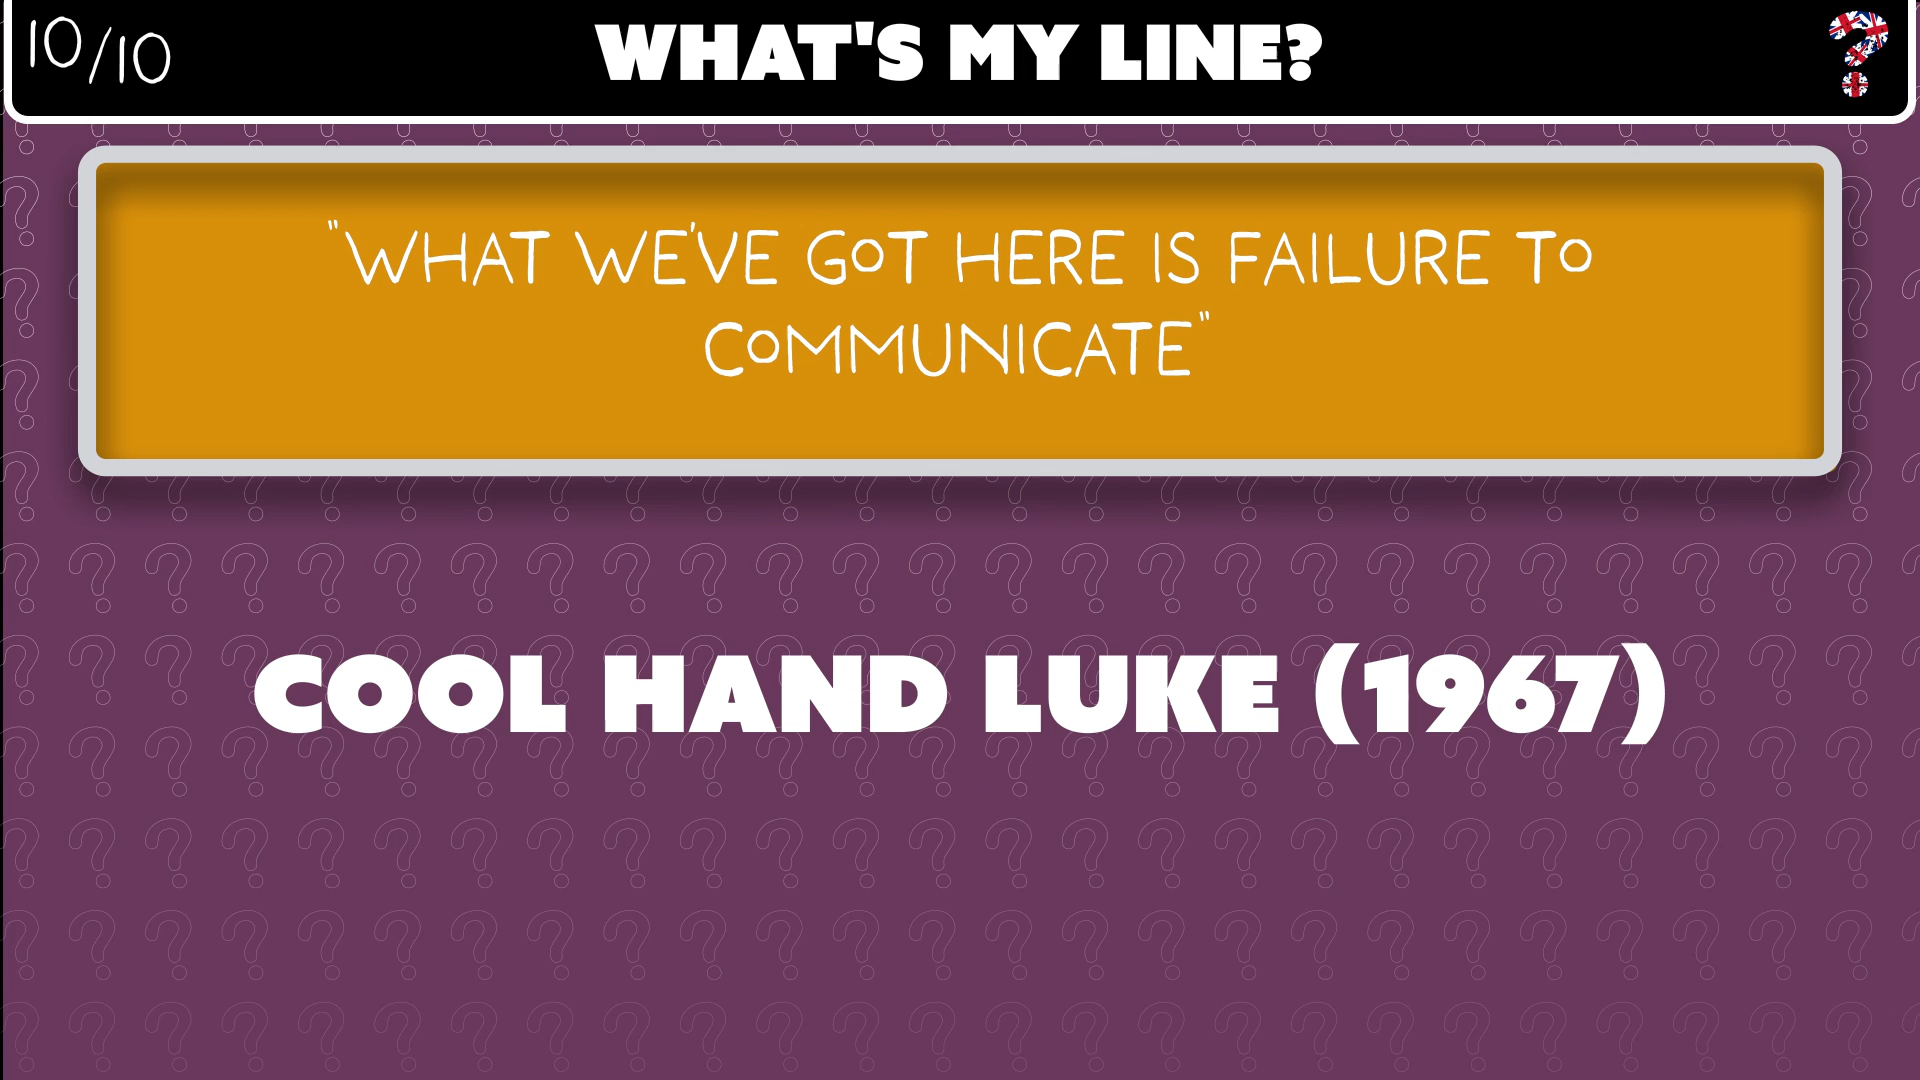 10/10
WHAT'S MY LINE?
"WHAT WE'VE GOT HERE IS FAILURE TO
COMMUNICATE"
COOL HAND LUKE (1967)